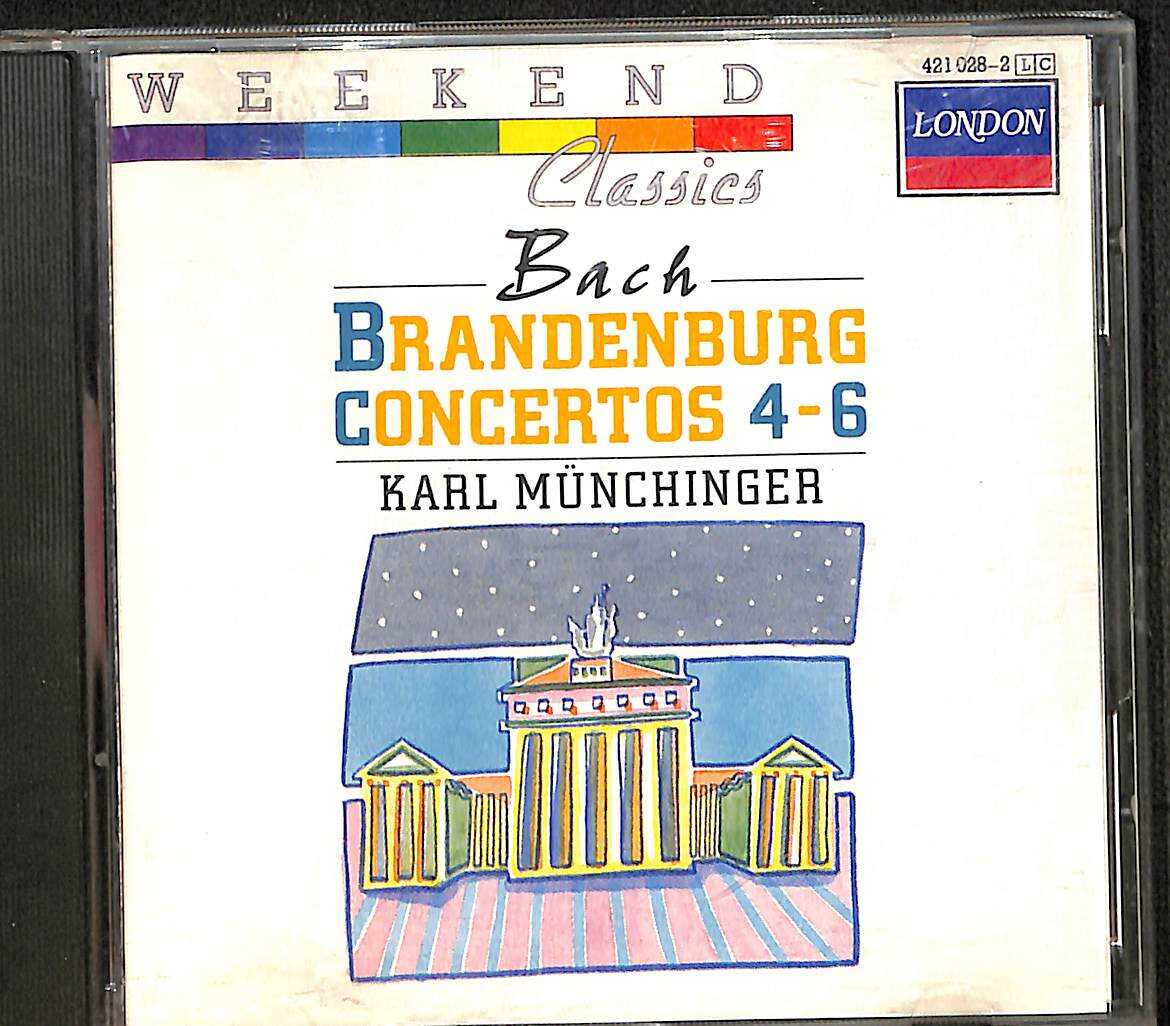 WEEKEND
Classics
421 028-2 LC
LONDON
Bach
BRANDENBURG
CONCERTOS 4-6
KARL MÜNCHINGER